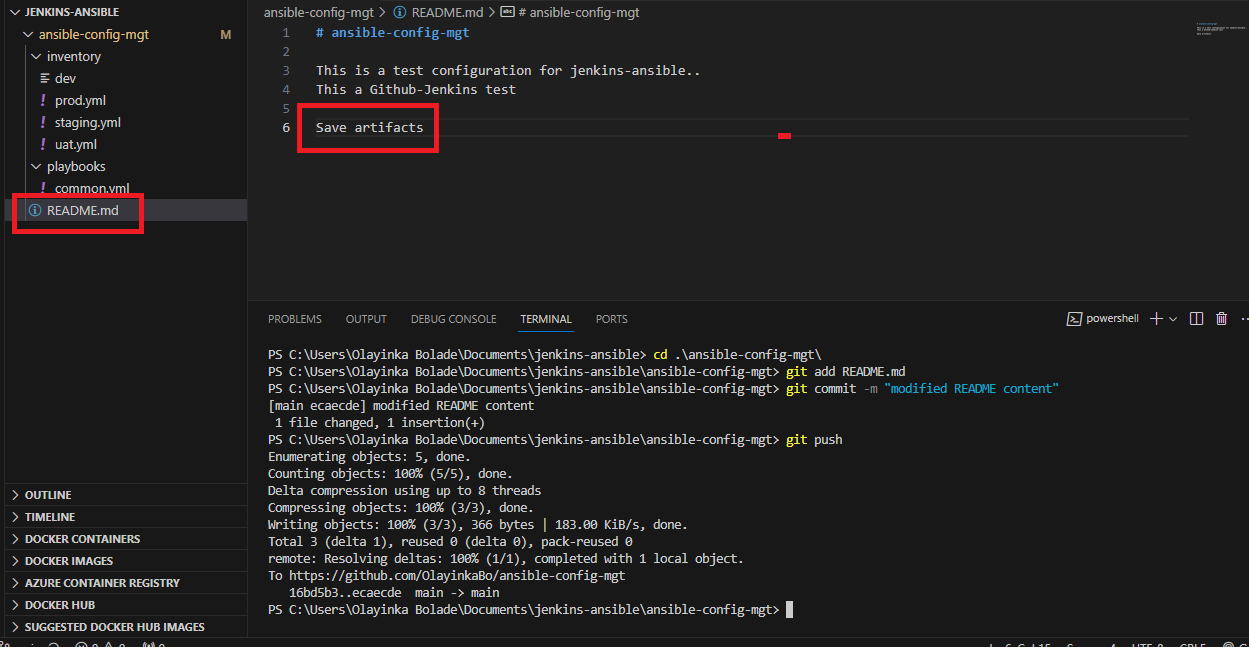 JENKINS-ANSIBLE
ansible-config-mgt M
inventory
dev
prod.yml
staging.yml
uat.yml
playbooks
common.yml
README.md
OUTLINE
TIMELINE
DOCKER CONTAINERS
DOCKER IMAGES
AZURE CONTAINER REGISTRY
DOCKER HUB
SUGGESTED DOCKER HUB IMAGES
ansible-config-mgt > README.md > # ansible-config-mgt
1 # ansible-config-mgt
2
3 This is a test configuration for jenkins-ansible..
4 This a Github-Jenkins test
5
6 Save artifacts
PROBLEMS OUTPUT DEBUG CONSOLE TERMINAL PORTS
powershell
PS C:\Users\Olayinka Bolade\Documents\jenkins-ansible> cd .\ansible-config-mgt\
PS C:\Users\Olayinka Bolade\Documents\jenkins-ansible\ansible-config-mgt> git add README.md
PS C:\Users\Olayinka Bolade\Documents\jenkins-ansible\ansible-config-mgt> git commit -m "modified README content"
[main ecaecde] modified README content
1 file changed, 1 insertion(+)
PS C:\Users\Olayinka Bolade\Documents\jenkins-ansible\ansible-config-mgt> git push
Enumerating objects: 5, done.
Counting objects: 100% (5/5), done.
Delta compression using up to 8 threads
Compressing objects: 100% (3/3), done.
Writing objects: 100% (3/3), 366 bytes | 183.00 KiB/s, done.
Total 3 (delta 1), reused 0 (delta 0), pack-reused 0
remote: Resolving deltas: 100% (1/1), completed with 1 local object.
To https://github.com/OlayinkaBo/ansible-config-mgt
16bd5b3..ecaecde main -> main
PS C:\Users\Olayinka Bolade\Documents\jenkins-ansible\ansible-config-mgt>